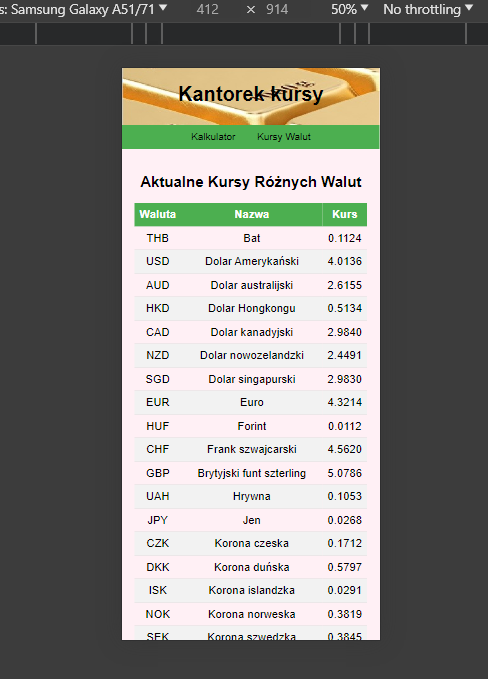 s: Samsung Galaxy A51/71 ▼ 412 × 914 50% ▼ No throttling ▼
Kantorek kursy
Kalkulator Kursy Walut
Aktualne Kursy Różnych Walut
Waluta Nazwa Kurs
THB Bat 0.1124
USD Dolar Amerykański 4.0136
AUD Dolar australijski 2.6155
HKD Dolar Hongkongu 0.5134
CAD Dolar kanadyjski 2.9840
NZD Dolar nowozelandzki 2.4491
SGD Dolar singapurski 2.9830
EUR Euro 4.3214
HUF Forint 0.0112
CHF Frank szwajcarski 4.5620
GBP Brytyjski funt szterling 5.0786
UAH Hrywna 0.1053
JPY Jen 0.0268
CZK Korona czeska 0.1712
DKK Korona duńska 0.5797
ISK Korona islandzka 0.0291
NOK Korona norweska 0.3819
SEK Korona szwedzka 0.3845